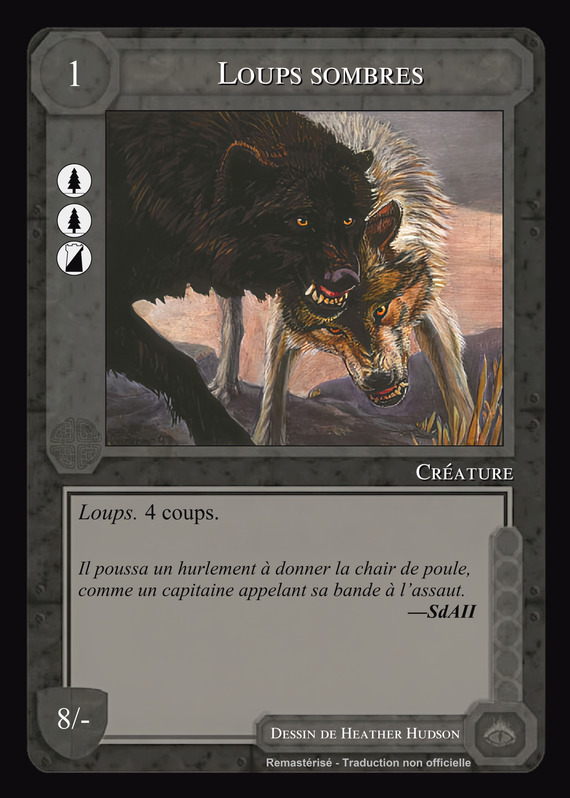 1
Loups sombres
Créature
Loups. 4 coups.
Il poussa un hurlement à donner la chair de poule,
comme un capitaine appelant sa bande à l’assaut.
—SdAII
8/-
Dessin de Heather Hudson
Remastérisé - Traduction non officielle